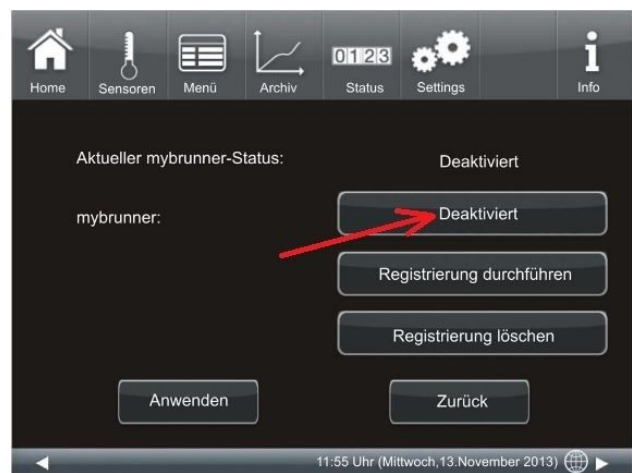 Home Sensoren Menü Archiv 0123 Status Settings Info
Aktueller mybrunner-Status: Deaktiviert
mybrunner: Deaktiviert
Registrierung durchführen
Registrierung löschen
Anwenden Zurück
11:55 Uhr (Mittwoch,13.November 2013)